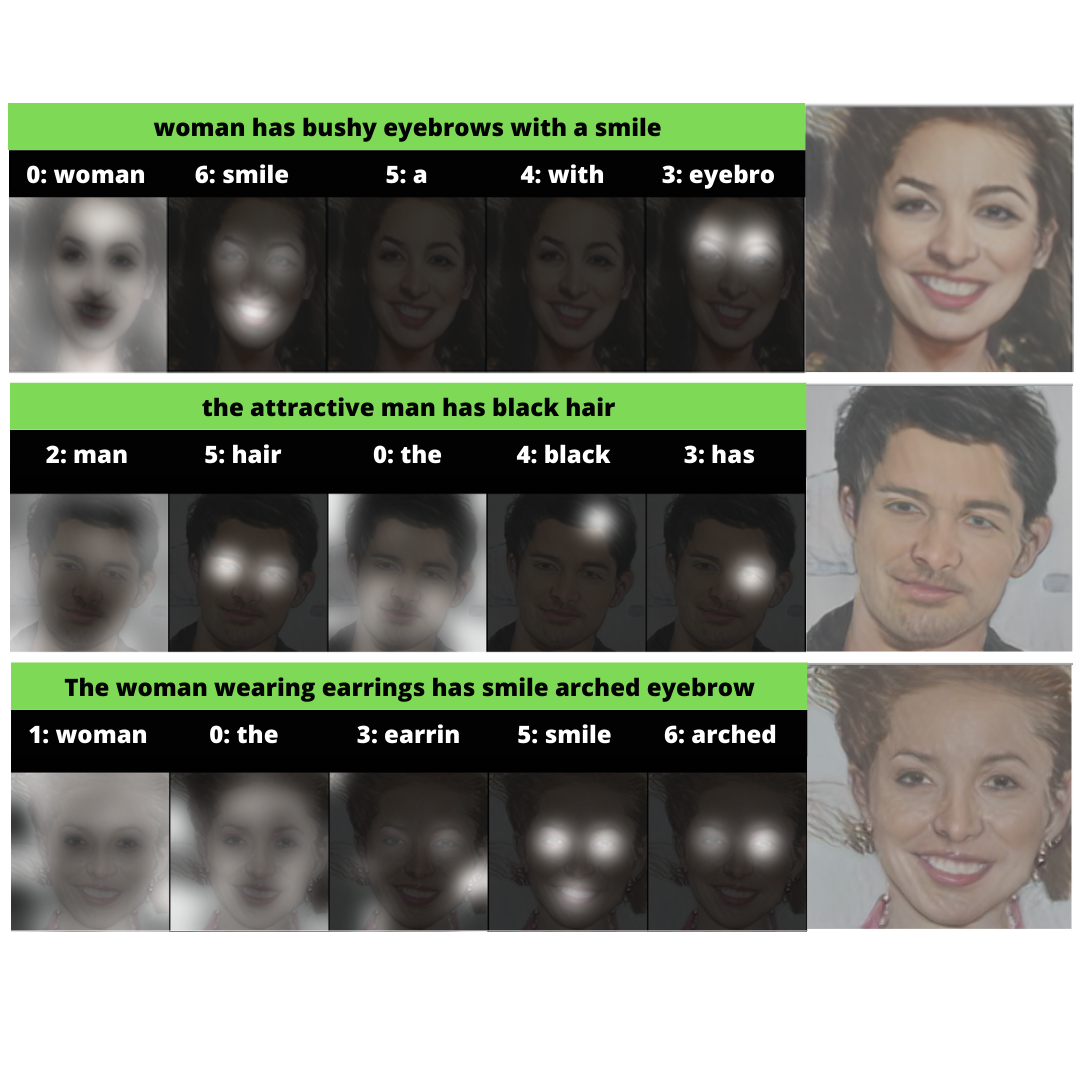 woman has bushy eyebrows with a smile
0: woman 6: smile 5: a 4: with 3: eyebro
the attractive man has black hair
2: man 5: hair 0: the 4: black 3: has
The woman wearing earrings has smile arched eyebrow
1: woman 0: the 3: earrin 5: smile 6: arched